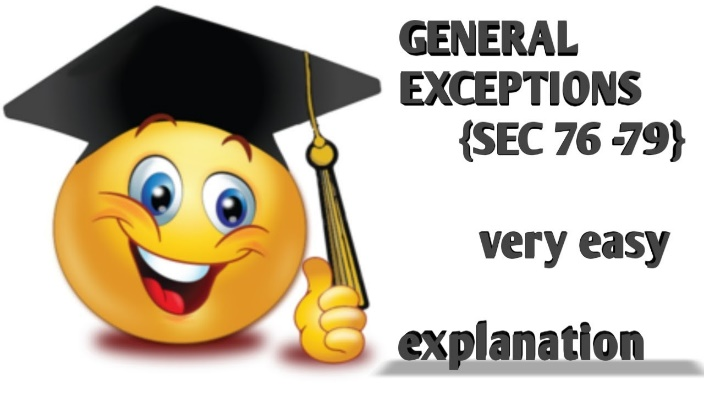 GENERAL
EXCEPTIONS
{SEC 76 -79}
very easy
explanation